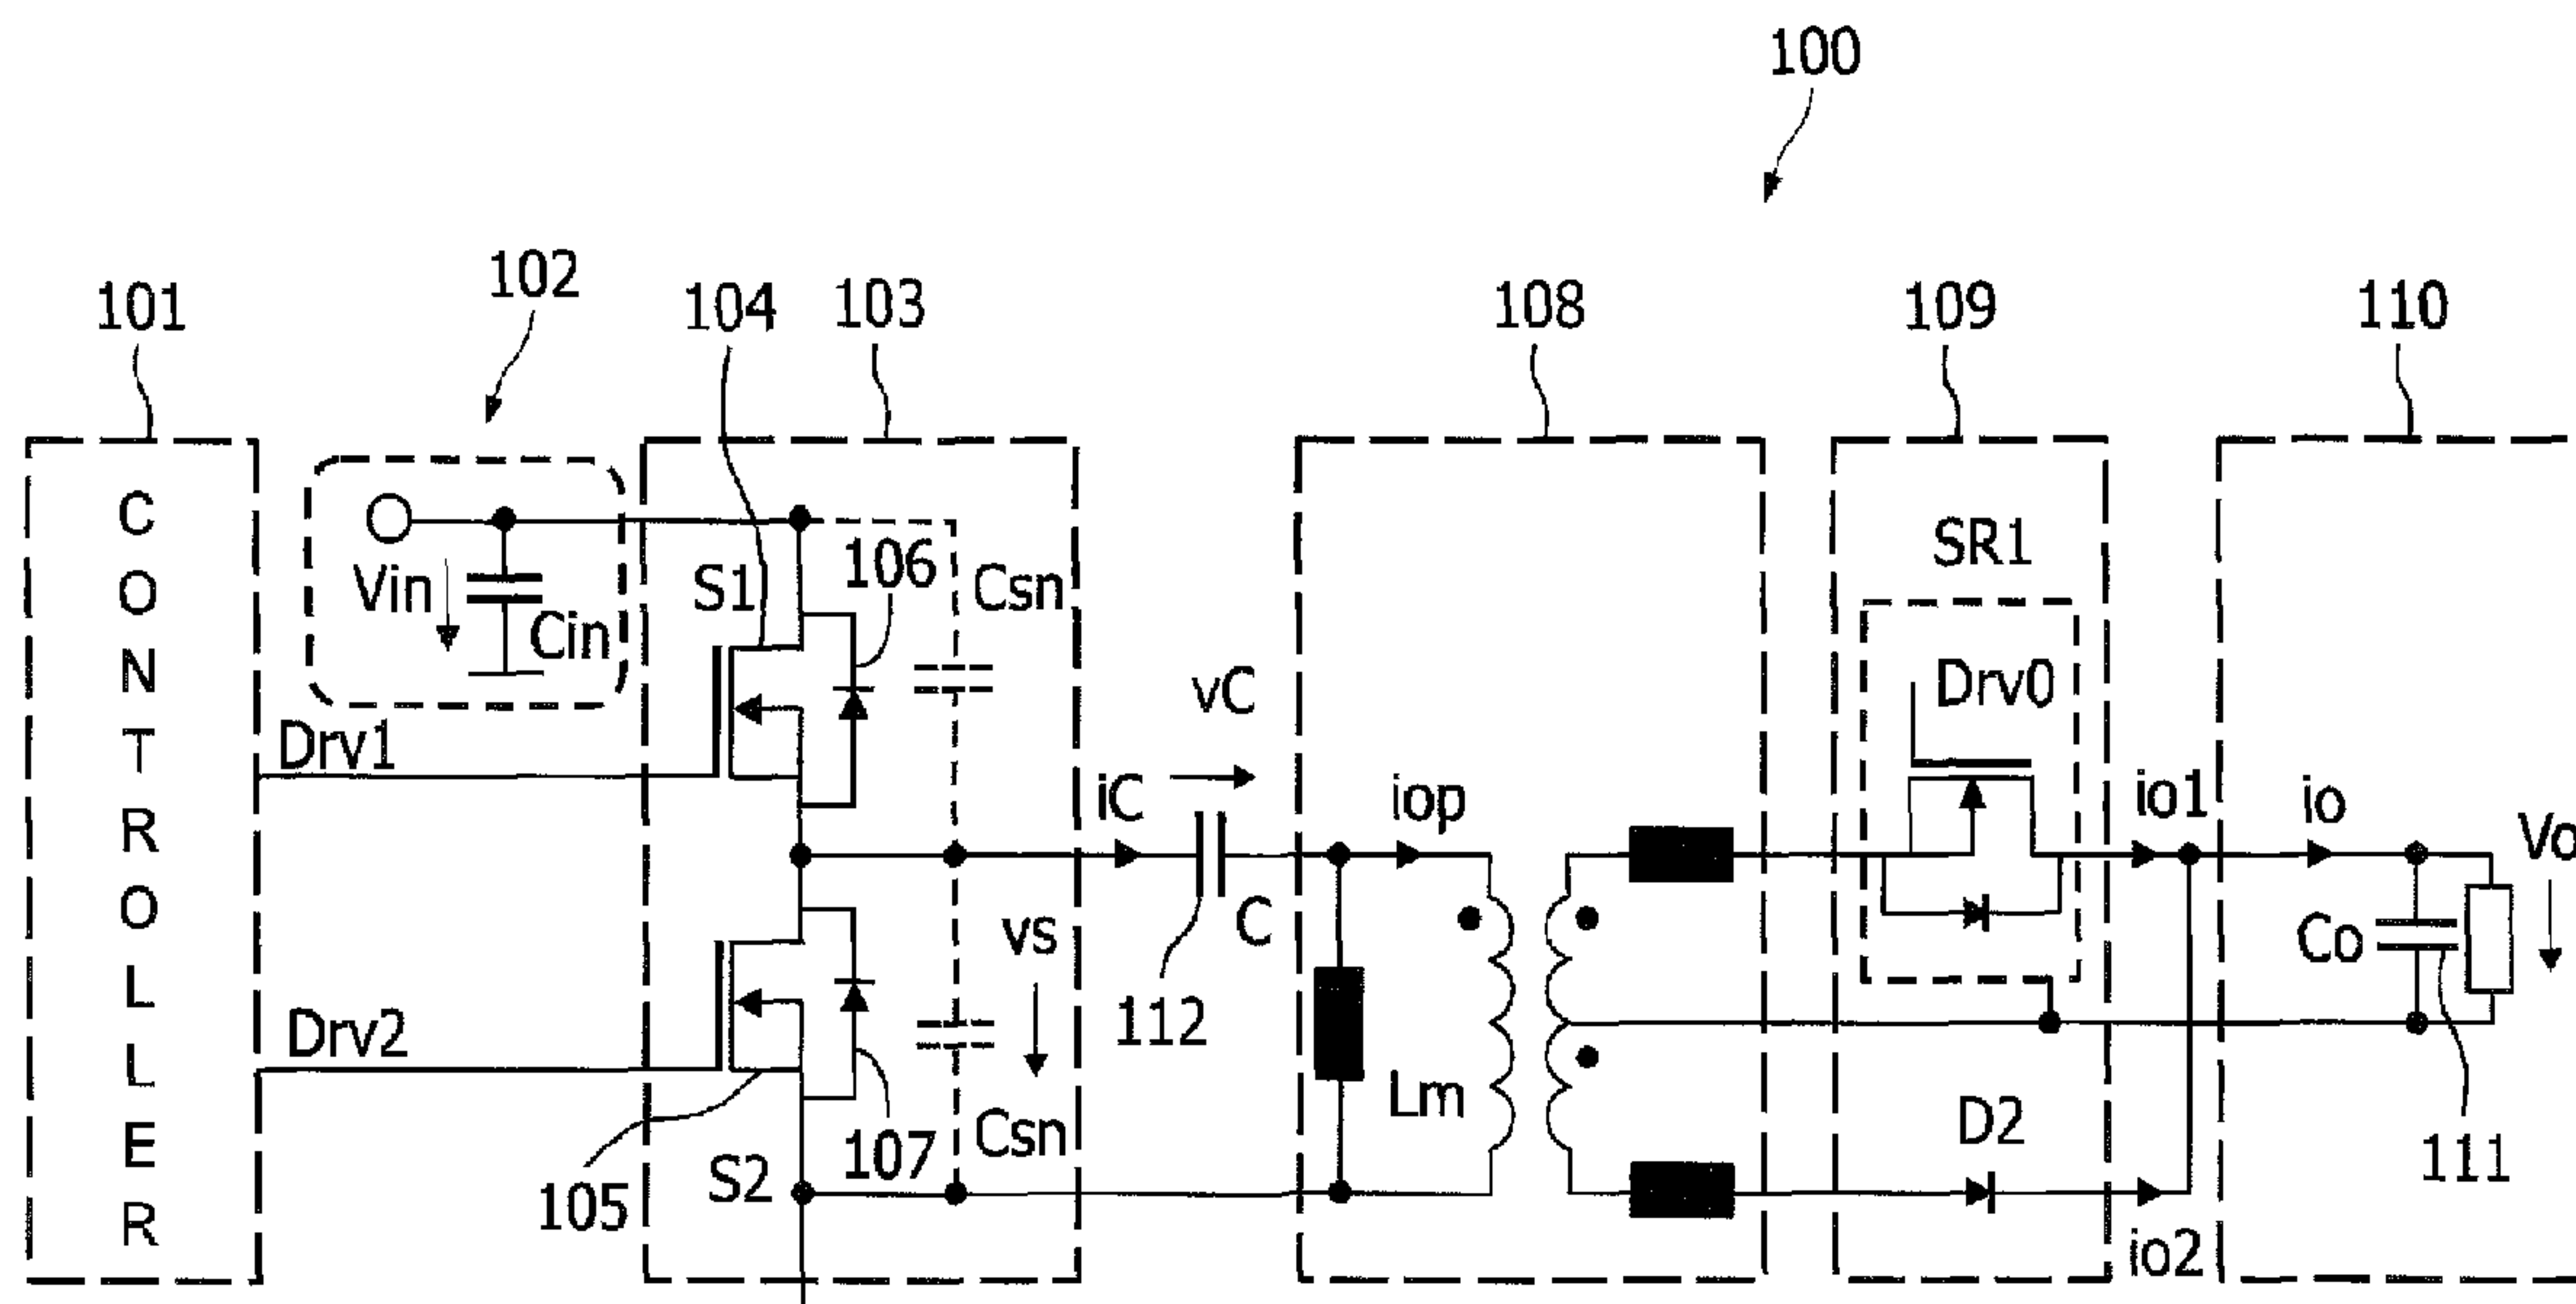 100
101
102
104
103
108
109
110
CONTROLLER
Vin
Cin
S1
106
Csn
SR1
Drv0
Drv1
vC
iC
iop
io1
io
Vo
C
Co
vs
112
Drv2
Lm
D2
111
105
S2
107
Csn
io2